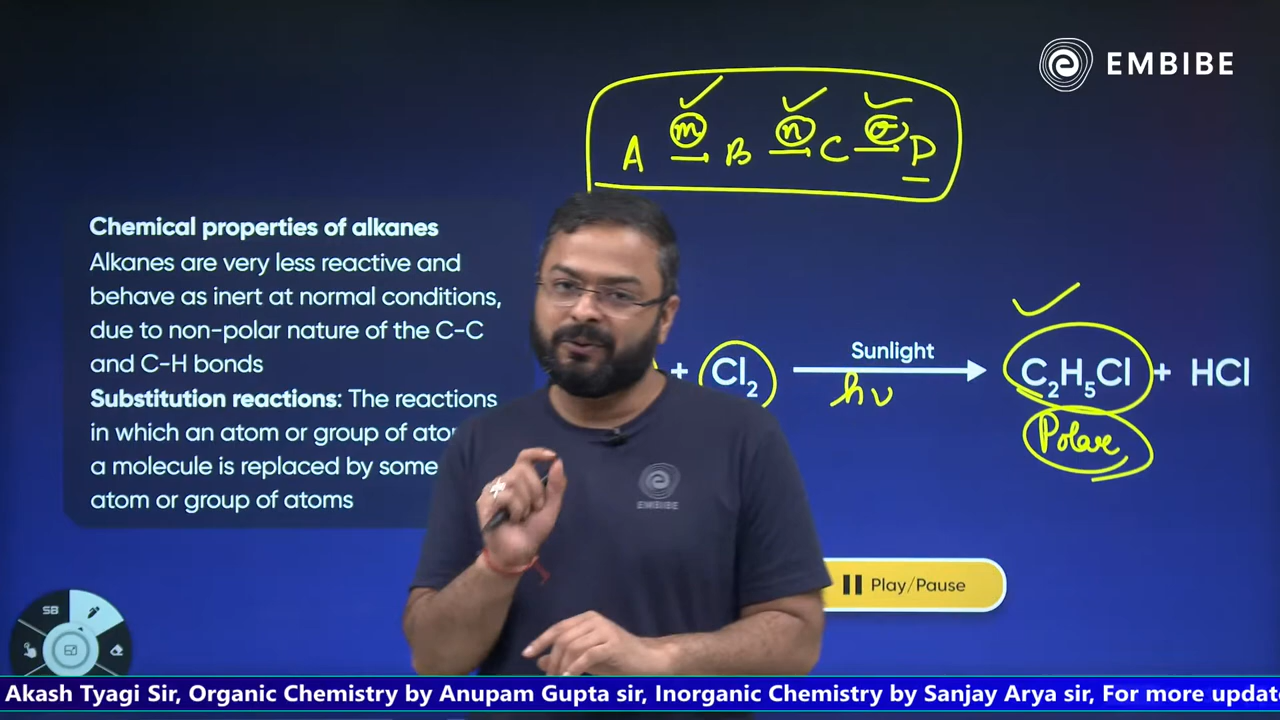 EMBIBE
A m B n C σ D
Chemical properties of alkanes
Alkanes are very less reactive and
behave as inert at normal conditions,
due to non-polar nature of the C-C
and C-H bonds
Substitution reactions: The reactions
in which an atom or group of
a molecule is replaced by some
atom or group of atoms
+ Cl₂ Sunlight C₂H₅Cl + HCl
hν
Polar
EMBIBE
Play/Pause
SB
Akash Tyagi Sir, Organic Chemistry by Anupam Gupta sir, Inorganic Chemistry by Sanjay Arya sir, For more